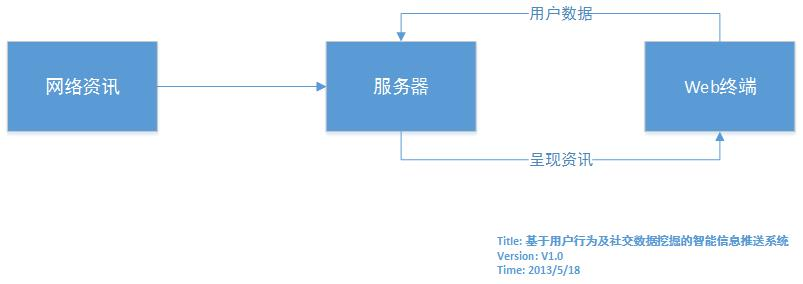 用户数据
网络资讯
服务器
Web终端
呈现资讯
Title: 基于用户行为及社交数据挖掘的智能信息推送系统
Version: V1.0
Time: 2013/5/18